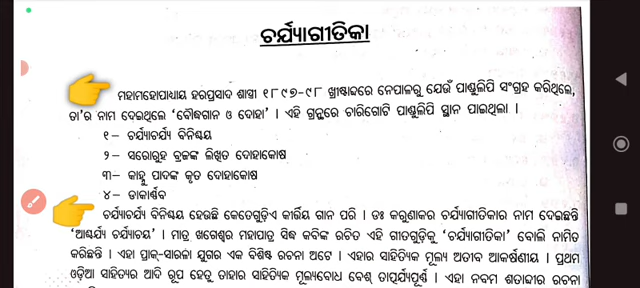 ଚର୍ଯ୍ୟାଗୀତିକା
ମହାମହୋପାଧ୍ୟାୟ ହରପ୍ରସାଦ ଶାସ୍ତ୍ରୀ ୧୮୯୭-୯୮ ଖ୍ରୀଷ୍ଟାବ୍ଦରେ ନେପାଳରୁ ଯେଉଁ ପାଣ୍ଡୁଲିପି ସଂଗ୍ରହ କରିଥିଲେ,
ତା'ର ନାମ ଦେଇଥିଲେ 'ବୌଦ୍ଧଗାନ ଓ ଦୋହା' । ଏହି ଗ୍ରନ୍ଥରେ ଚାରିଗୋଟି ପାଣ୍ଡୁଲିପି ସ୍ଥାନ ପାଇଥିଲା ।
୧– ଚର୍ଯ୍ୟାଚର୍ଯ୍ୟ ବିନିଶ୍ଚୟ
୨– ସରୋରୁହ ବ୍ରଜଙ୍କ ଲିଖିତ ଦୋହାକୋଷ
୩– କାହ୍ନୁ ପାଦଙ୍କ କୃତ ଦୋହାକୋଷ
୪– ଡାକାର୍ଣ୍ଣବ
ଚର୍ଯ୍ୟାଚର୍ଯ୍ୟ ବିନିଶ୍ଚୟ ହେଉଛି କେତେଗୁଡ଼ିଏ କୀର୍ତ୍ତିୟ ଗାନ ପରି । ଡଃ କରୁଣାକର ଚର୍ଯ୍ୟାଗୀତିକାର ନାମ ଦେଇଛନ୍ତି
'ଆଶ୍ଚର୍ଯ୍ୟ ଚର୍ଯ୍ୟାଚୟ' । ମାତ୍ର ଖଗେଶ୍ୱର ମହାପାତ୍ର ସିଦ୍ଧ କବିଙ୍କ ରଚିତ ଏହି ଗୀତଗୁଡ଼ିକୁ 'ଚର୍ଯ୍ୟାଗୀତିକା' ବୋଲି ନାମିତ
କରିଛନ୍ତି । ଏହା ପ୍ରାକ୍-ସାରଳା ଯୁଗର ଏକ ବିଶିଷ୍ଟ ରଚନା ଅଟେ । ଏହାର ସାହିତ୍ୟିକ ମୂଲ୍ୟ ଅତୀବ ଆକର୍ଷଣୀୟ । ପ୍ରଥମ
ଓଡ଼ିଆ ସାହିତ୍ୟର ଆଦି ରୂପ ହେତୁ ତାହାର ସାହିତ୍ୟିକ ମୂଲ୍ୟବୋଧ ବେଶ୍ ତାତ୍ପର୍ଯ୍ୟପୂର୍ଣ୍ଣ । ଏହା ନବମ ଶତାବ୍ଦୀର ରଚନା